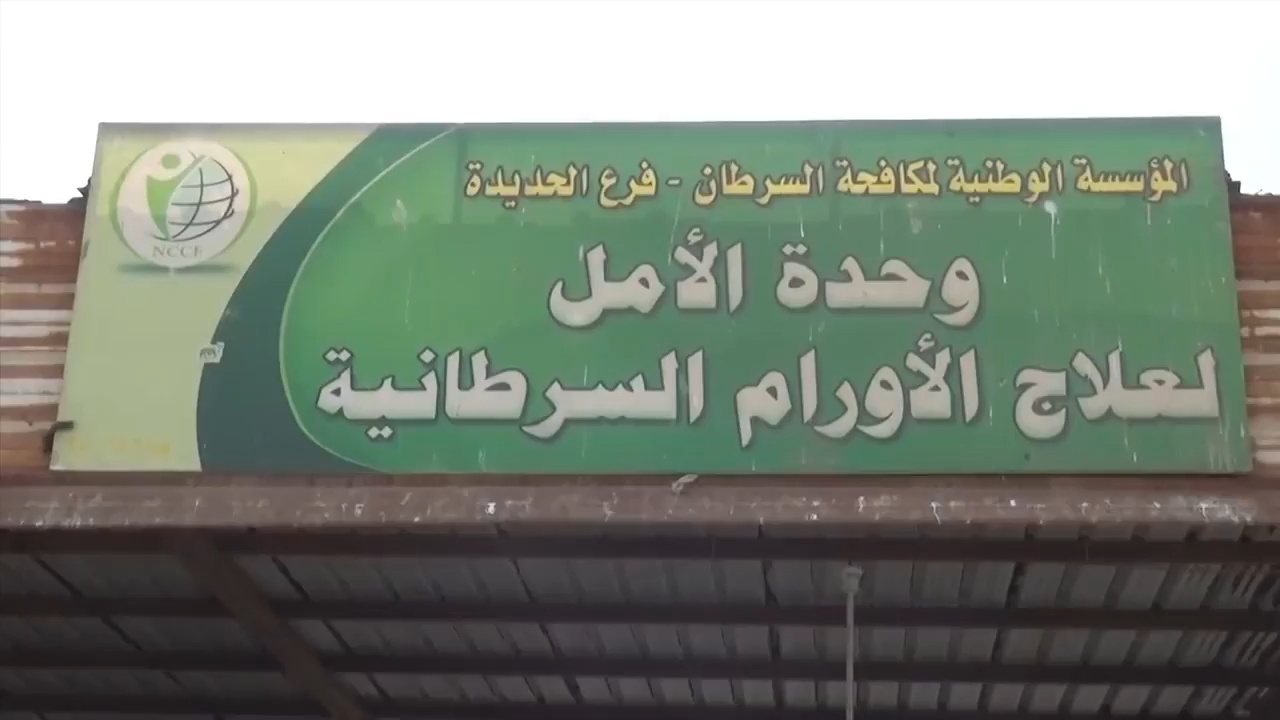 المؤسسة الوطنية لمكافحة السرطان - فرع الحديدة
وحدة الأمل
لعلاج الأورام السرطانية
NCCF